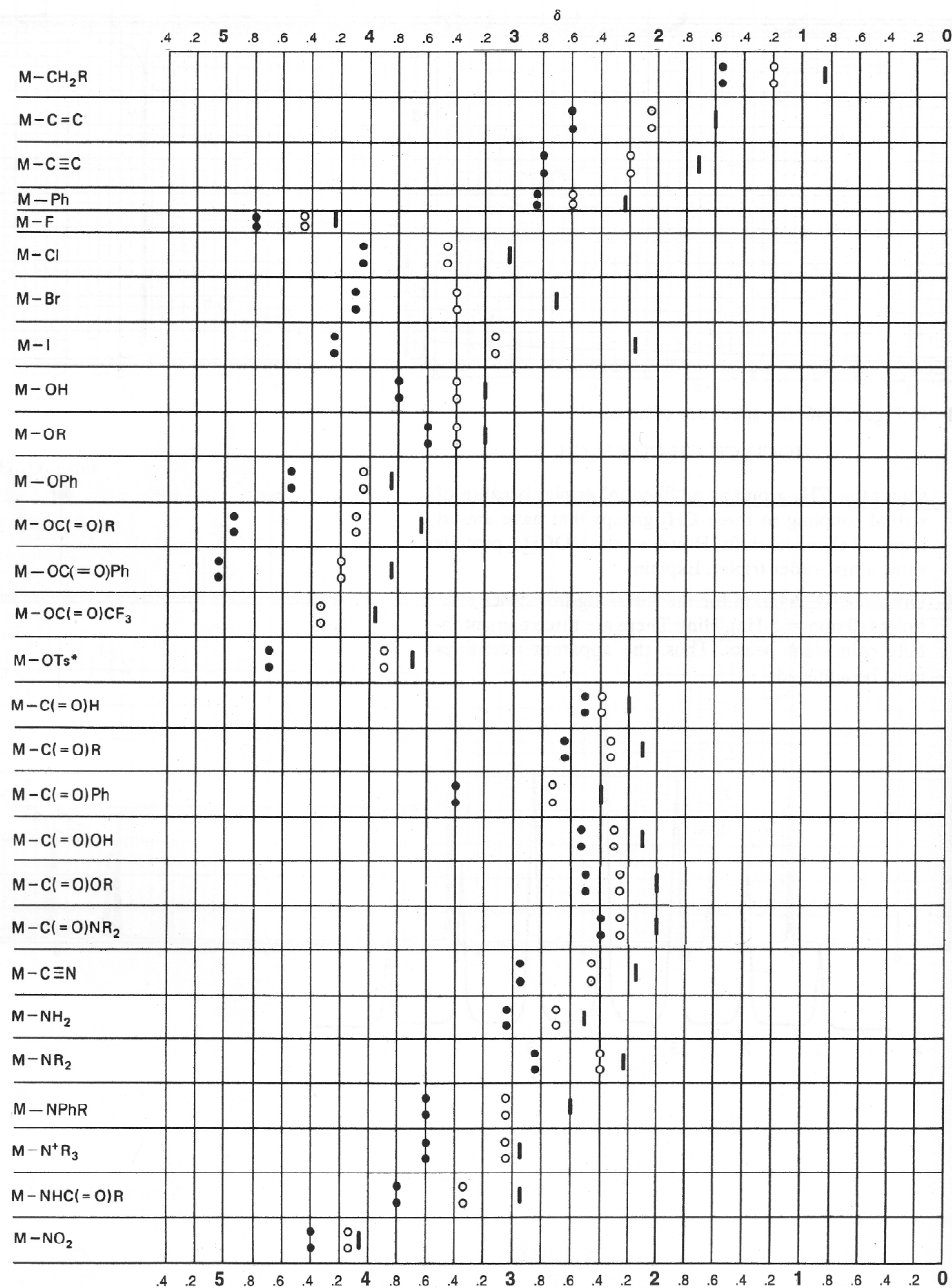 δ
.4 5 .8 .6 .4 .2 4 .8 .6 .4 .2 3 .8 .6 .4 .2 2 .8 .6 .4 .2 1 .8 .6 .4 .2 0
M–CH₂R
M–C=C
M–C≡C
M–Ph
M–F
M–Cl
M–Br
M–I
M–OH
M–OR
M–OPh
M–OC(=O)R
M–OC(=O)Ph
M–OC(=O)CF₃
M–OTs*
M–C(=O)H
M–C(=O)R
M–C(=O)Ph
M–C(=O)OH
M–C(=O)OR
M–C(=O)NR₂
M–C≡N
M–NH₂
M–NR₂
M–NPhR
M–N⁺R₃
M–NHC(=O)R
M–NO₂
.4 .2 5 .8 .6 .4 .2 4 .8 .6 .4 .2 3 .8 .6 .4 .2 2 .8 .6 .4 .2 1 .8 .6 .4 .2 0